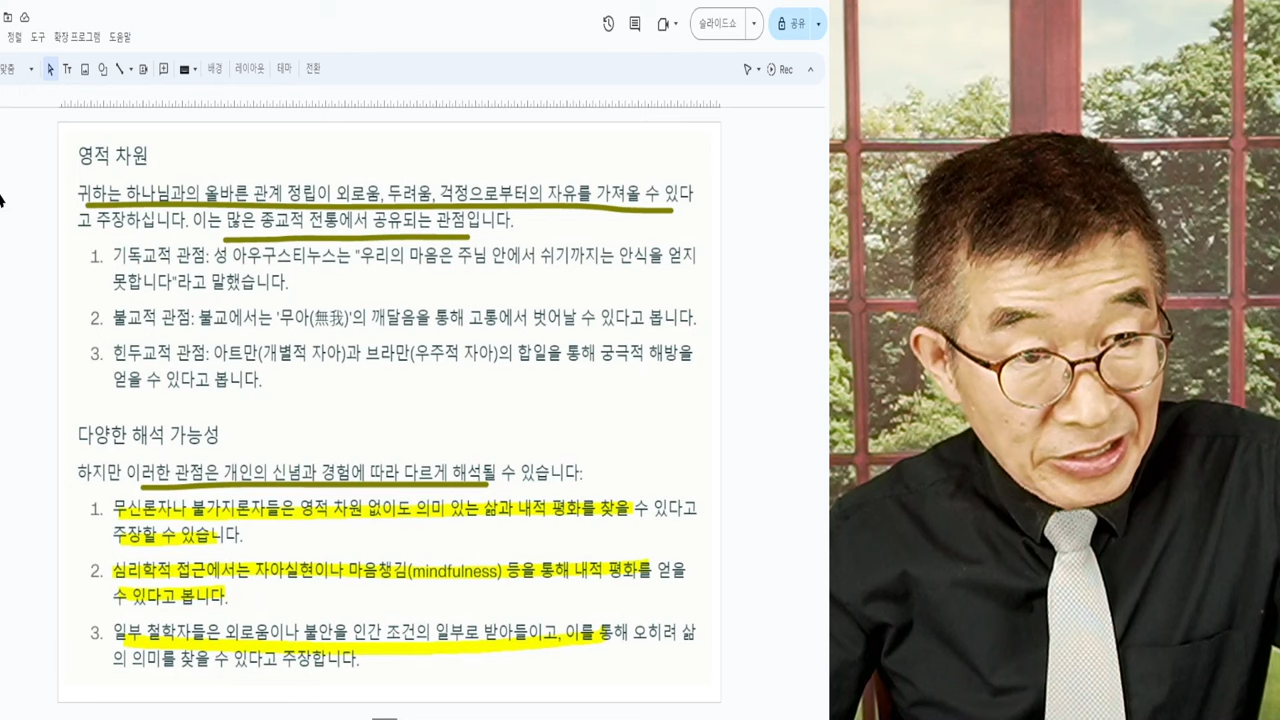 정렬 도구 확장 프로그램 도움말
슬라이드쇼
공유
맞춤
배경 레이아웃 테마 전환
Rec
영적 차원
귀하는 하나님과의 올바른 관계 정립이 외로움, 두려움, 걱정으로부터의 자유를 가져올 수 있다
고 주장하십니다. 이는 많은 종교적 전통에서 공유되는 관점입니다.
1. 기독교적 관점: 성 아우구스티누스는 "우리의 마음은 주님 안에서 쉬기까지는 안식을 얻지
못합니다"라고 말했습니다.
2. 불교적 관점: 불교에서는 '무아(無我)'의 깨달음을 통해 고통에서 벗어날 수 있다고 봅니다.
3. 힌두교적 관점: 아트만(개별적 자아)과 브라만(우주적 자아)의 합일을 통해 궁극적 해방을
얻을 수 있다고 봅니다.
다양한 해석 가능성
하지만 이러한 관점은 개인의 신념과 경험에 따라 다르게 해석될 수 있습니다:
1. 무신론자나 불가지론자들은 영적 차원 없이도 의미 있는 삶과 내적 평화를 찾을 수 있다고
주장할 수 있습니다.
2. 심리학적 접근에서는 자아실현이나 마음챙김(mindfulness) 등을 통해 내적 평화를 얻을
수 있다고 봅니다.
3. 일부 철학자들은 외로움이나 불안을 인간 조건의 일부로 받아들이고, 이를 통해 오히려 삶
의 의미를 찾을 수 있다고 주장합니다.